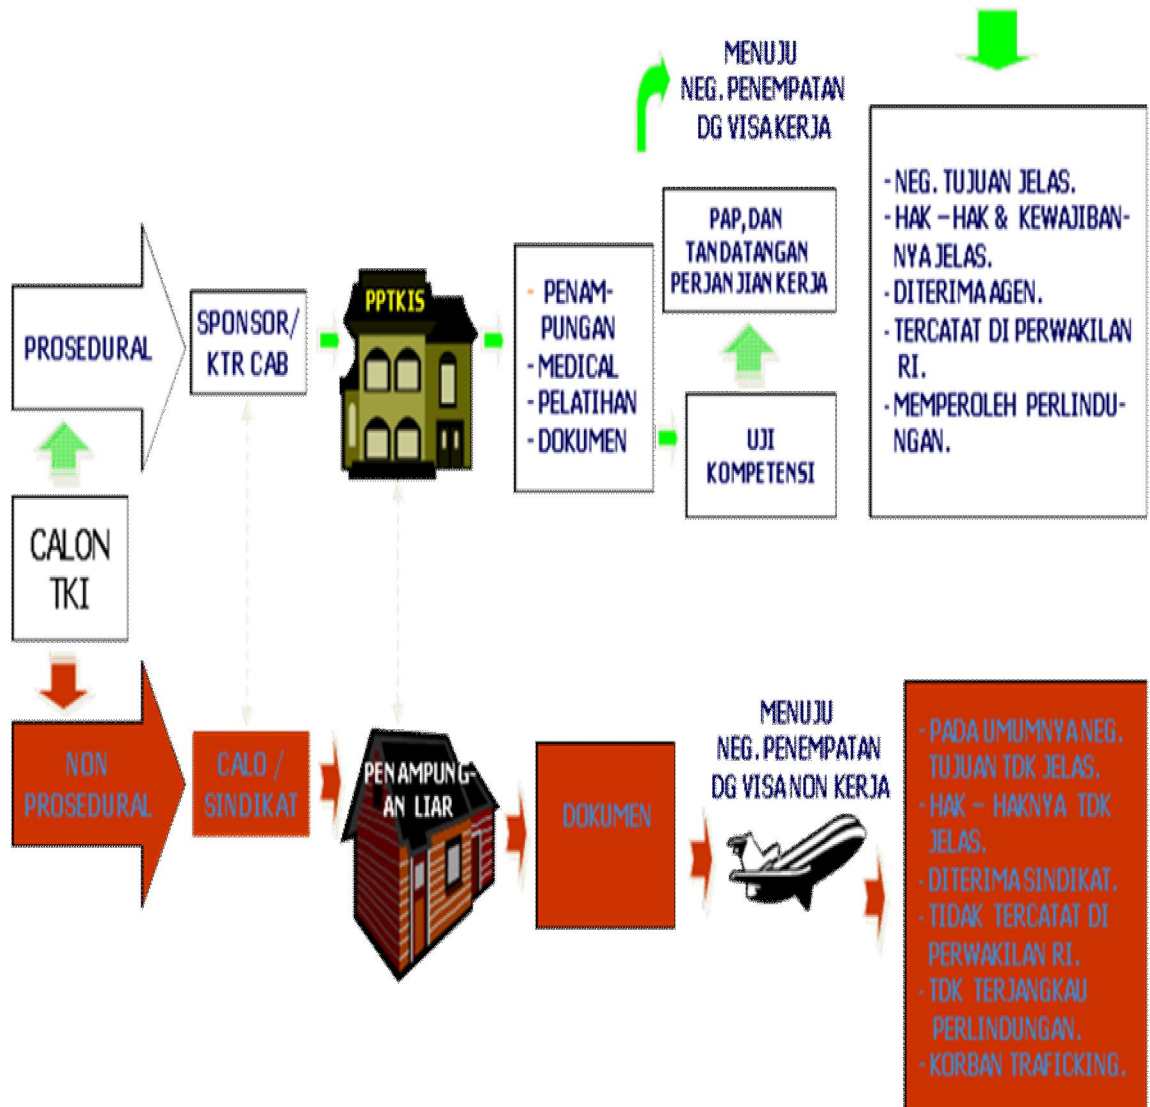 MENUJU
NEG. PENEMPATAN
DG VISA KERJA
- NEG. TUJUAN JELAS.
- HAK – HAK & KEWAJIBAN-
NYA JELAS.
- DITERIMA AGEN.
- TERCATAT DI PERWAKILAN
RI.
- MEMPEROLEH PERLINDU-
NGAN.
PAP, DAN
TANDATANGAN
PERJANJIAN KERJA
PROSEDURAL
SPONSOR/
KTR CAB
PPTKIS
- PENAM-
PUNGAN
- MEDICAL
- PELATIHAN
- DOKUMEN
UJI
KOMPETENSI
CALON
TKI
NON
PROSEDURAL
CALO /
SINDIKAT
PENAMPUNG-
AN LIAR
DOKUMEN
MENUJU
NEG. PENEMPATAN
DG VISA NON KERJA
- PADA UMUMNYA NEG.
TUJUAN TDK JELAS.
- HAK – HAKNYA TDK
JELAS.
- DITERIMA SINDIKAT.
- TIDAK TERCATAT DI
PERWAKILAN RI.
- TDK TERJANGKAU
PERLINDUNGAN.
- KORBAN TRAFICKING.